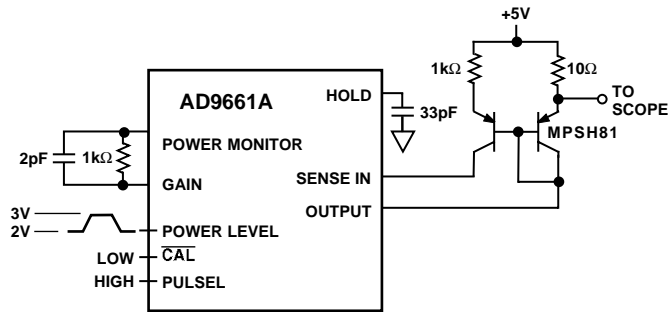 +5V
1kΩ
10Ω
TO
SCOPE
AD9661A
HOLD
33pF
MPSH81
POWER MONITOR
2pF
1kΩ
GAIN
SENSE IN
OUTPUT
3V
2V
POWER LEVEL
LOW
CAL
HIGH
PULSEL